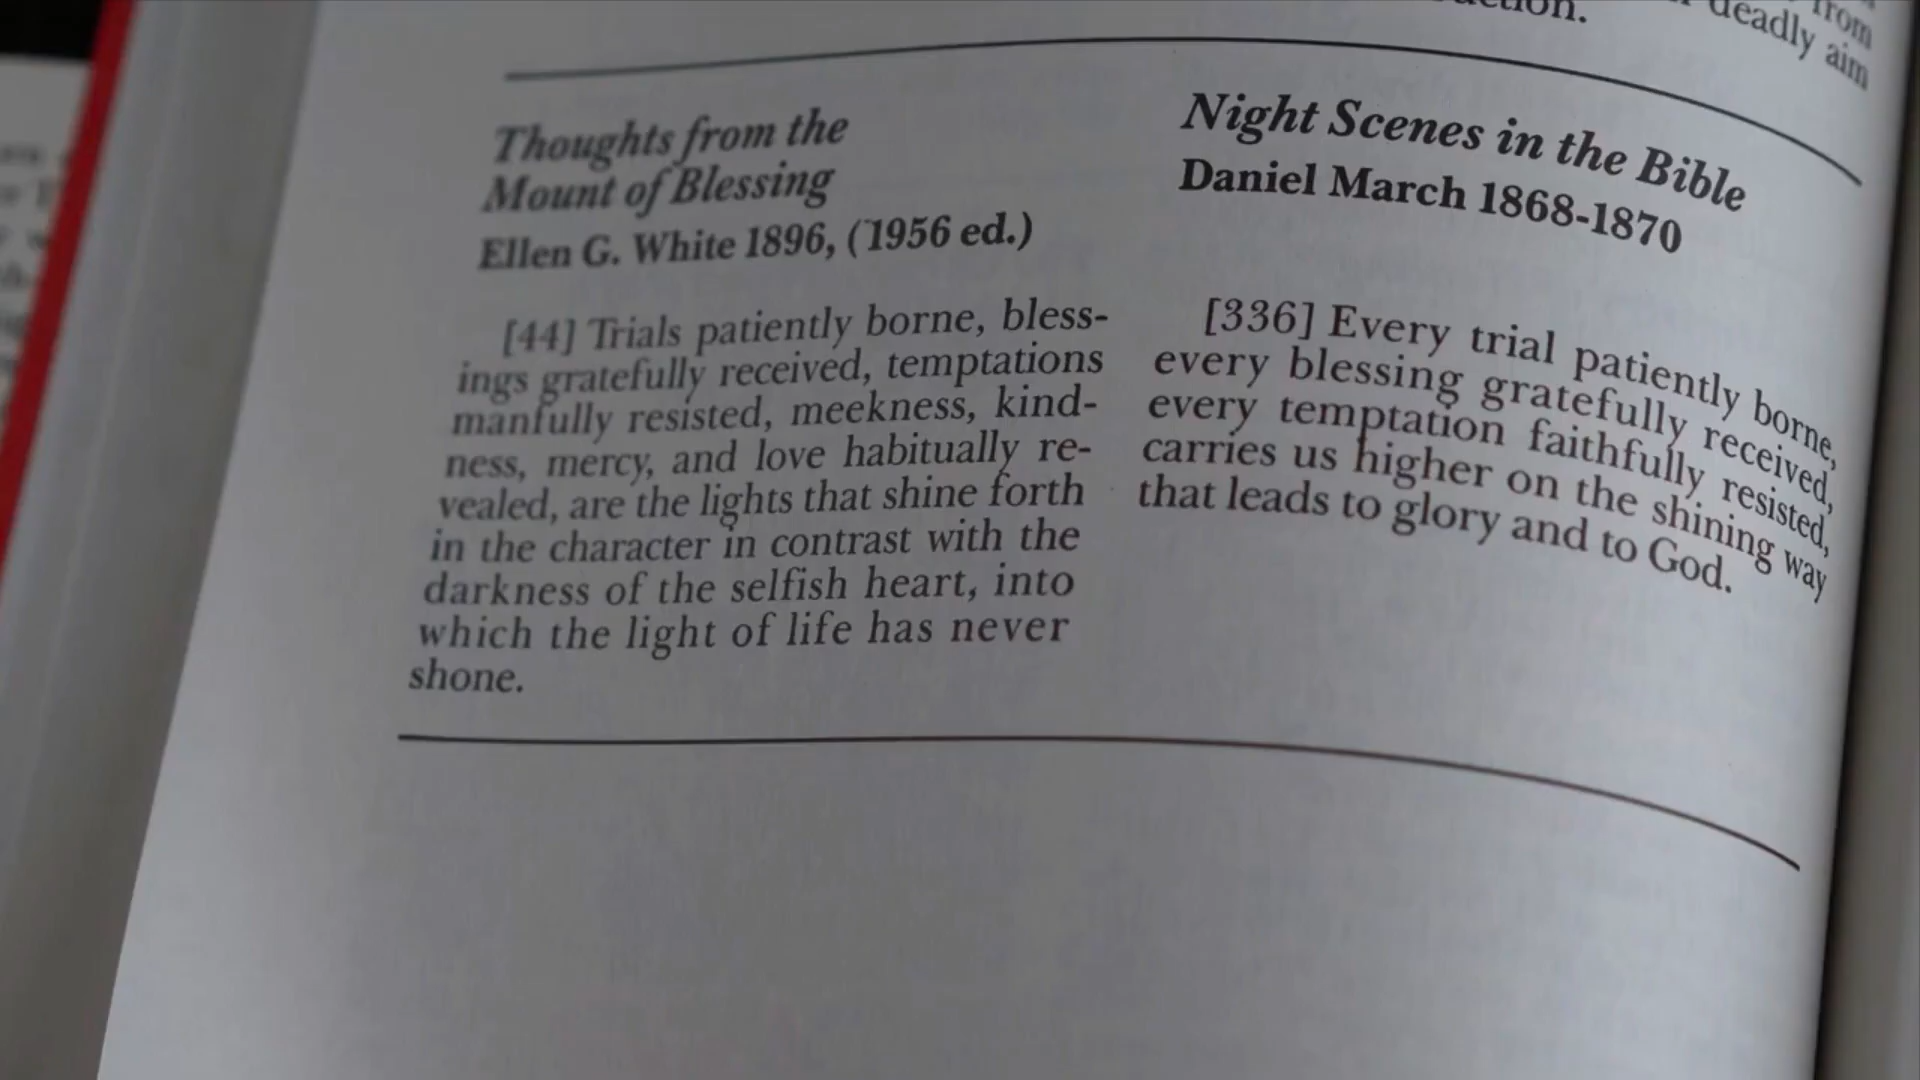 deadly aim
Thoughts from the
Mount of Blessing
Ellen G. White 1896, (1956 ed.)
[44] Trials patiently borne, bless-
ings gratefully received, temptations
manfully resisted, meekness, kind-
ness, mercy, and love habitually re-
vealed, are the lights that shine forth
in the character in contrast with the
darkness of the selfish heart, into
which the light of life has never
shone.
Night Scenes in the Bible
Daniel March 1868-1870
[336] Every trial patiently borne,
every blessing gratefully received,
every temptation faithfully resisted,
carries us higher on the shining way
that leads to glory and to God.